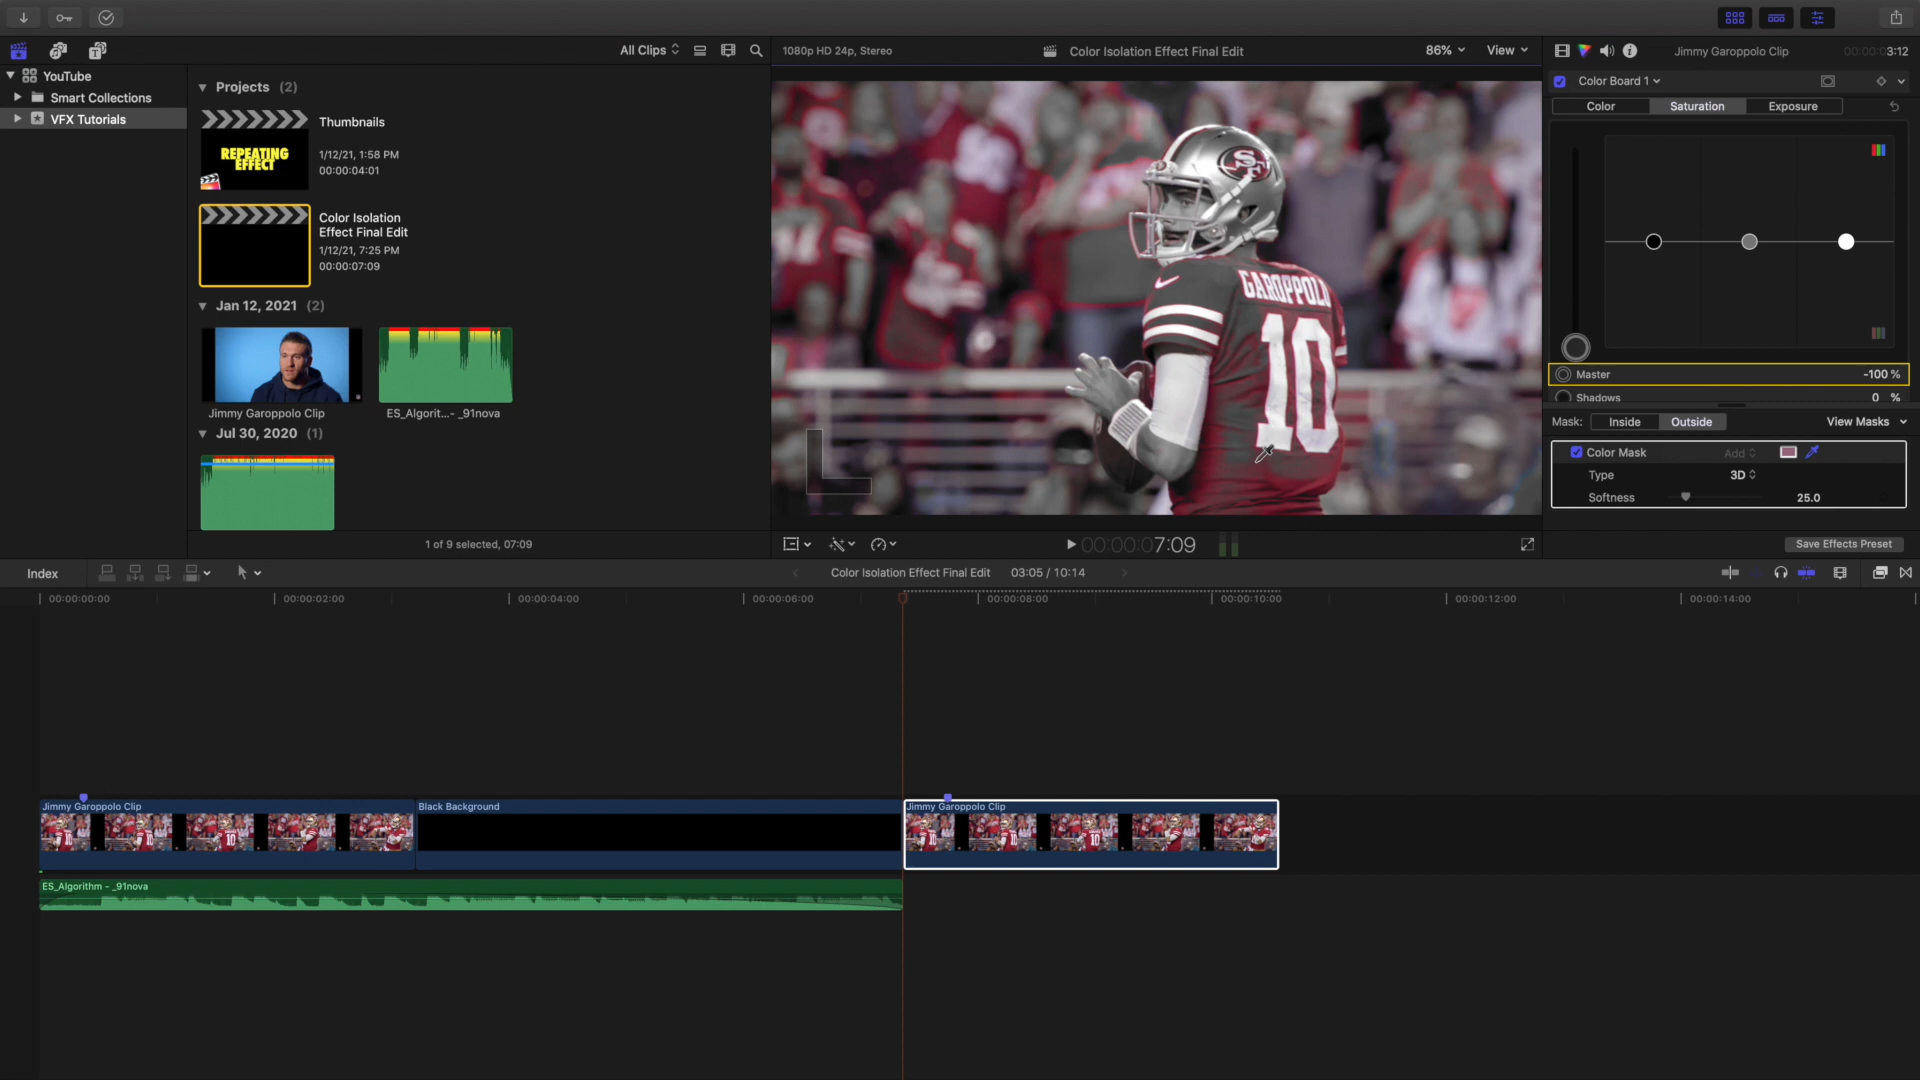 All Clips
1080p HD 24p, Stereo
Color Isolation Effect Final Edit
86%
View
Jimmy Garoppolo Clip
00:00:03:12
YouTube
Smart Collections
VFX Tutorials
Projects (2)
Thumbnails
1/12/21, 1:58 PM
00:00:04:01
REPEATING
EFFECT
Color Isolation
Effect Final Edit
1/12/21, 7:25 PM
00:00:07:09
Jan 12, 2021 (2)
Jimmy Garoppolo Clip
ES_Algorit...- _91nova
Jul 30, 2020 (1)
1 of 9 selected, 07:09
SF
GAROPPOLO
10
00:00:07:09
Color Board 1
Color
Saturation
Exposure
Master
-100 %
Shadows
0 %
Mask:
Inside
Outside
View Masks
Color Mask
Add
Type
3D
Softness
25.0
Save Effects Preset
Index
Color Isolation Effect Final Edit
03:05 / 10:14
00:00:00:00
00:00:02:00
00:00:04:00
00:00:06:00
00:00:08:00
00:00:10:00
00:00:12:00
00:00:14:00
Jimmy Garoppolo Clip
Black Background
Jimmy Garoppolo Clip
ES_Algorithm - _91nova